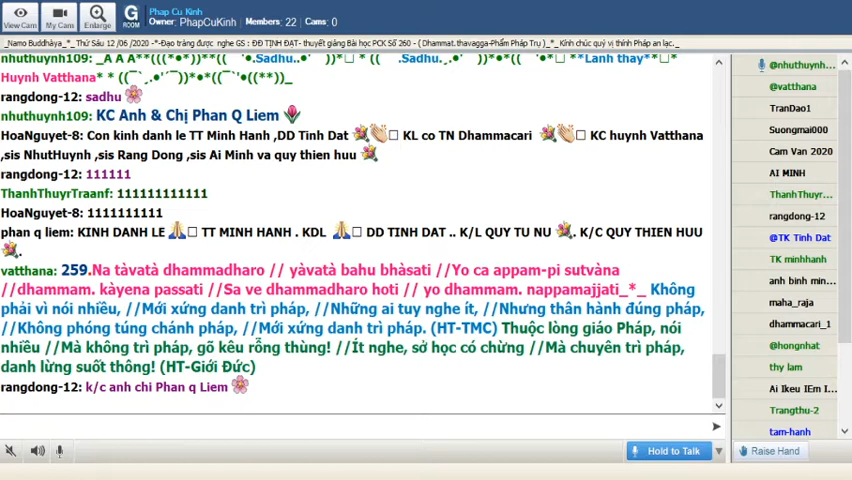 View Cam
My Cam
Enlarge
G
ROOM
Phap Cu Kinh
Owner: PhapCuKinh Members: 22 Cams: 0
_Namo Buddhàya_*_ Thứ Sáu 12 /06 /2020 -*-Đạo tràng được nghe GS : ĐĐ TỊNH ĐẠT- thuyết giảng Bài học PCK Số 260 - ( Dhammat.thavagga-Phẩm Pháp Trụ )_*_ Kính chúc quý vị thính Pháp an lạc._
Huynh Vatthana
rangdong-12: sadhu
nhuthuynh109: KC Anh & Chị Phan Q Liem
HoaNguyet-8: Con kinh danh le TT Minh Hanh ,DD Tinh Dat KL co TN Dhammacari KC huynh Vatthana
,sis NhutHuynh ,sis Rang Dong ,sis Ai Minh va quy thien huu
rangdong-12: 111111
ThanhThuyrTraanf: 111111111111
HoaNguyet-8: 1111111111
phan q liem: KINH DANH LE TT MINH HANH . KDL DD TINH DAT .. K/L QUY TU NU . K/C QUY THIEN HUU
.
vatthana: 259.Na tàvatà dhammadharo // yàvatà bahu bhàsati //Yo ca appam-pi sutvàna
//dhammam. kàyena passati //Sa ve dhammadharo hoti // yo dhammam. nappamajjati_*_ Không
phải vì nói nhiều, //Mới xứng danh trì pháp, //Những ai tuy nghe ít, //Nhưng thân hành đúng pháp,
//Không phóng túng chánh pháp, //Mới xứng danh trì pháp. (HT-TMC) Thuộc lòng giáo Pháp, nói
nhiều //Mà không trì pháp, gõ kêu rỗng thùng! //Ít nghe, sở học có chừng //Mà chuyên trì pháp,
danh lừng suốt thông! (HT-Giới Đức)
rangdong-12: k/c anh chi Phan q Liem
Hold to Talk
@nhuthuynh...
@vatthana
TranDao1
Suongmai000
Cam Van 2020
AI MINH
ThanhThuyr...
rangdong-12
@TK Tinh Dat
TK minhhanh
anh binh min...
maha_raja
dhammacari_1
@hongnhat
thy lam
Ai Ikeu IEm I...
Trangthu-2
tam-hanh
Raise Hand